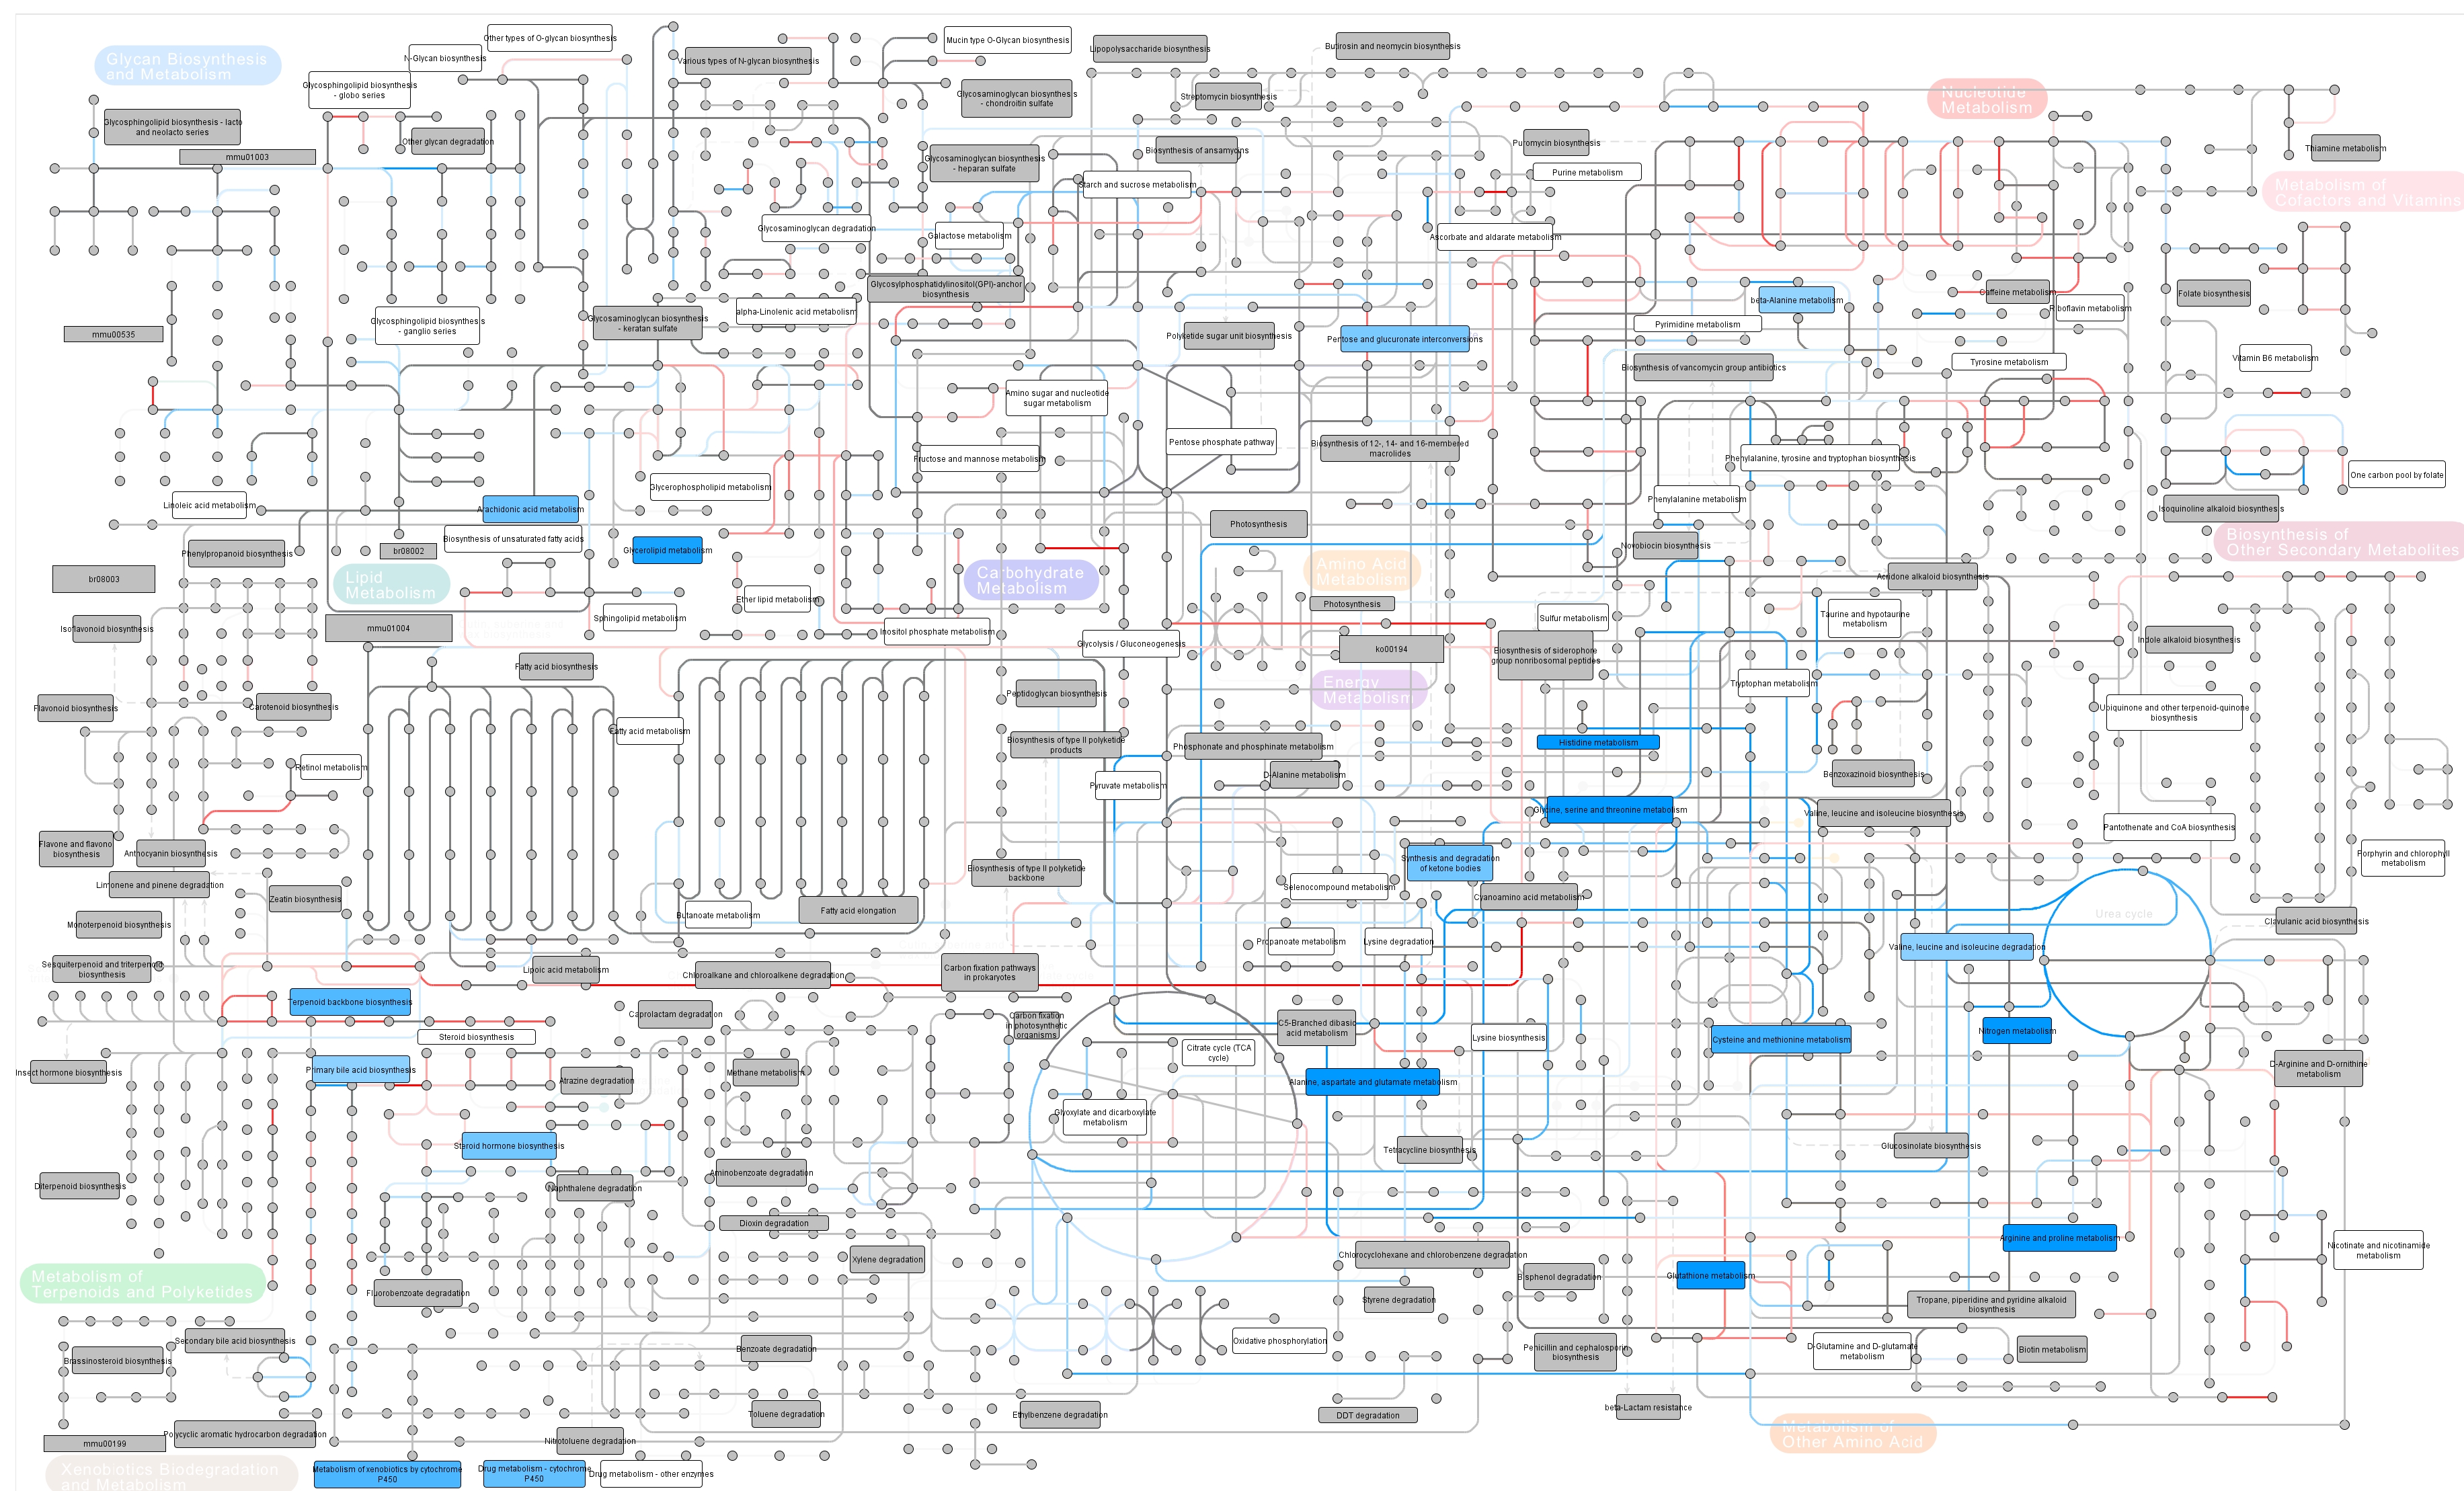 Other types of O-glycan biosynthesis
Mucin type O-Glycan biosynthesis
Lipopolysaccharide biosynthesis
Butirosin and neomycin biosynthesis
Glycan Biosynthesis
and Metabolism
N-Glycan biosynthesis
Various types of N-glycan biosynthesis
Glycosphingolipid biosynthesis
- globo series
Glycosaminoglycan biosynthesis
- chondroitin sulfate
Streptomycin biosynthesis
Nucleotide
Metabolism
Glycosphingolipid biosynthesis - lacto
and neolacto series
Other glycan degradation
mmu01003
Glycosaminoglycan biosynthesis
- heparan sulfate
Biosynthesis of ansamycins
Puromycin biosynthesis
Thiamine metabolism
Starch and sucrose metabolism
Purine metabolism
Metabolism of
Cofactors and Vitamins
Glycosaminoglycan degradation
Galactose metabolism
Ascorbate and aldarate metabolism
Glycosylphosphatidylinositol(GPI)-anchor
biosynthesis
beta-Alanine metabolism
Caffeine metabolism
Riboflavin metabolism
Folate biosynthesis
mmu00535
Glycosphingolipid biosynthesis
- ganglio series
Glycosaminoglycan biosynthesis
- keratan sulfate
alpha-Linolenic acid metabolism
Polyketide sugar unit biosynthesis
Pentose and glucuronate interconversions
Pyrimidine metabolism
Biosynthesis of vancomycin group antibiotics
Tyrosine metabolism
Vitamin B6 metabolism
Amino sugar and nucleotide
sugar metabolism
Pentose phosphate pathway
Biosynthesis of 12-, 14- and 16-membered
macrolides
Fructose and mannose metabolism
Phenylalanine, tyrosine and tryptophan biosynthesis
One carbon pool by folate
Linoleic acid metabolism
Arachidonic acid metabolism
Glycerophospholipid metabolism
Phenylalanine metabolism
Isoquinoline alkaloid biosynthesis
Photosynthesis
Biosynthesis of unsaturated fatty acids
Phenylpropanoid biosynthesis
br08002
Glycerolipid metabolism
Novobiocin biosynthesis
Biosynthesis of
Other Secondary Metabolites
br08003
Lipid
Metabolism
Carbohydrate
Metabolism
Amino Acid
Metabolism
Acridone alkaloid biosynthesis
Ether lipid metabolism
Photosynthesis
Sphingolipid metabolism
Sulfur metabolism
Taurine and hypotaurine
metabolism
Isoflavonoid biosynthesis
mmu01004
Inositol phosphate metabolism
Glycolysis / Gluconeogenesis
ko00194
Biosynthesis of siderophore
group nonribosomal peptides
Indole alkaloid biosynthesis
Fatty acid biosynthesis
Energy
Metabolism
Tryptophan metabolism
Flavonoid biosynthesis
Carotenoid biosynthesis
Peptidoglycan biosynthesis
Ubiquinone and other terpenoid-quinone
biosynthesis
Fatty acid metabolism
Biosynthesis of type II polyketide
products
Phosphonate and phosphinate metabolism
Histidine metabolism
Retinol metabolism
Pyruvate metabolism
D-Alanine metabolism
Benzoxazinoid biosynthesis
Glycine, serine and threonine metabolism
Valine, leucine and isoleucine biosynthesis
Pantothenate and CoA biosynthesis
Flavone and flavono
biosynthesis
Anthocyanin biosynthesis
Synthesis and degradation
of ketone bodies
Porphyrin and chlorophyll
metabolism
Limonene and pinene degradation
Zeatin biosynthesis
Biosynthesis of type II polyketide
backbone
Selenocompound metabolism
Cyanoamino acid metabolism
Monoterpenoid biosynthesis
Butanoate metabolism
Fatty acid elongation
Urea cycle
Clavulanic acid biosynthesis
Propanoate metabolism
Lysine degradation
Valine, leucine and isoleucine degradation
Sesquiterpenoid and triterpenoid
biosynthesis
Lipoic acid metabolism
Chloroalkane and chloroalkene degradation
Carbon fixation pathways
in prokaryotes
Terpenoid backbone biosynthesis
Caprolactam degradation
Carbon fixation
in photosynthetic
organisms
C5-Branched dibasic
acid metabolism
Steroid biosynthesis
Citrate cycle (TCA
cycle)
Lysine biosynthesis
Cysteine and methionine metabolism
Nitrogen metabolism
Insect hormone biosynthesis
Primary bile acid biosynthesis
Atrazine degradation
Methane metabolism
Alanine, aspartate and glutamate metabolism
D-Arginine and D-ornithine
metabolism
Glyoxylate and dicarboxylate
metabolism
Steroid hormone biosynthesis
Tetracycline biosynthesis
Glucosinolate biosynthesis
Diterpenoid biosynthesis
Naphthalene degradation
Aminobenzoate degradation
Dioxin degradation
Arginine and proline metabolism
Xylene degradation
Chlorocyclohexane and chlorobenzene degradation
Nicotinate and nicotinamide
metabolism
Metabolism of
Terpenoids and Polyketides
Fluorobenzoate degradation
Bisphenol degradation
Glutathione metabolism
Styrene degradation
Tropane, piperidine and pyridine alkaloid
biosynthesis
Secondary bile acid biosynthesis
Brassinosteroid biosynthesis
Benzoate degradation
Oxidative phosphorylation
Penicillin and cephalosporin
biosynthesis
D-Glutamine and D-glutamate
metabolism
Biotin metabolism
Toluene degradation
Ethylbenzene degradation
DDT degradation
beta-Lactam resistance
Polycyclic aromatic hydrocarbon degradation
mmu00199
Nitrotoluene degradation
Metabolism of
Other Amino Acid
Xenobiotics Biodegradation
and Metabolism
Metabolism of xenobiotics by cytochrome
P450
Drug metabolism - cytochrome
P450
Drug metabolism - other enzymes